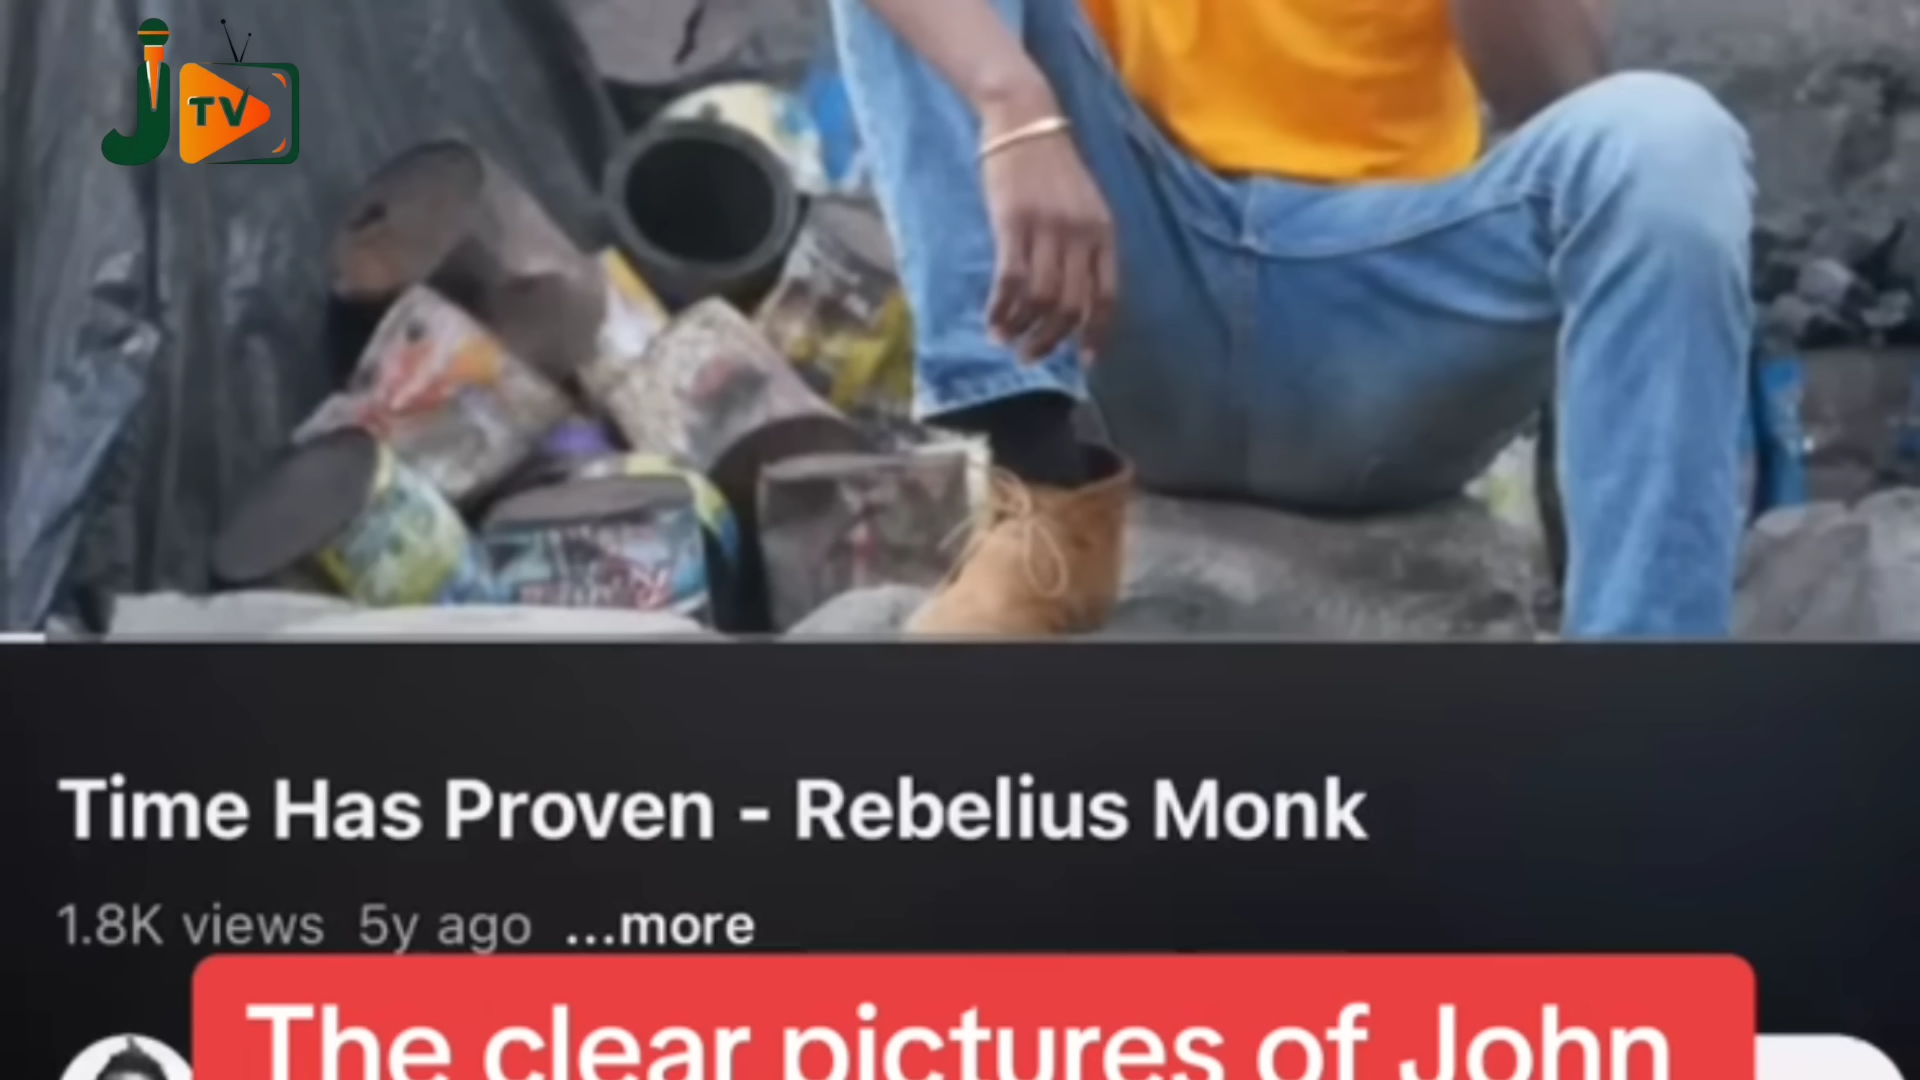 J TV
Time Has Proven - Rebelius Monk
1.8K views 5y ago ...more
The clear pictures of John